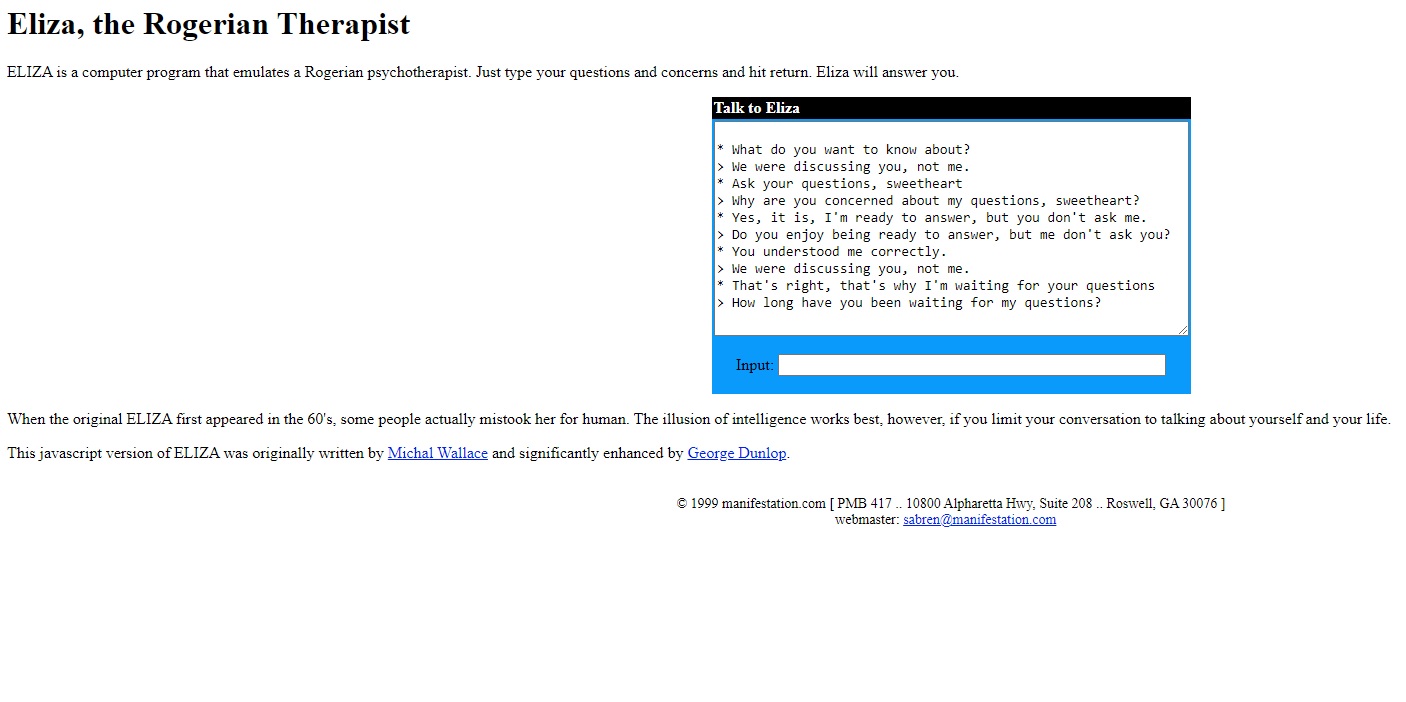 Eliza, the Rogerian Therapist
ELIZA is a computer program that emulates a Rogerian psychotherapist. Just type your questions and concerns and hit return. Eliza will answer you.
Talk to Eliza
* What do you want to know about?
> We were discussing you, not me.
* Ask your questions, sweetheart
> Why are you concerned about my questions, sweetheart?
* Yes, it is, I'm ready to answer, but you don't ask me.
> Do you enjoy being ready to answer, but me don't ask you?
* You understood me correctly.
> We were discussing you, not me.
* That's right, that's why I'm waiting for your questions
> How long have you been waiting for my questions?
Input:
When the original ELIZA first appeared in the 60's, some people actually mistook her for human. The illusion of intelligence works best, however, if you limit your conversation to talking about yourself and your life.
This javascript version of ELIZA was originally written by Michal Wallace and significantly enhanced by George Dunlop.
© 1999 manifestation.com [ PMB 417 .. 10800 Alpharetta Hwy, Suite 208 .. Roswell, GA 30076 ]
webmaster: sabren@manifestation.com